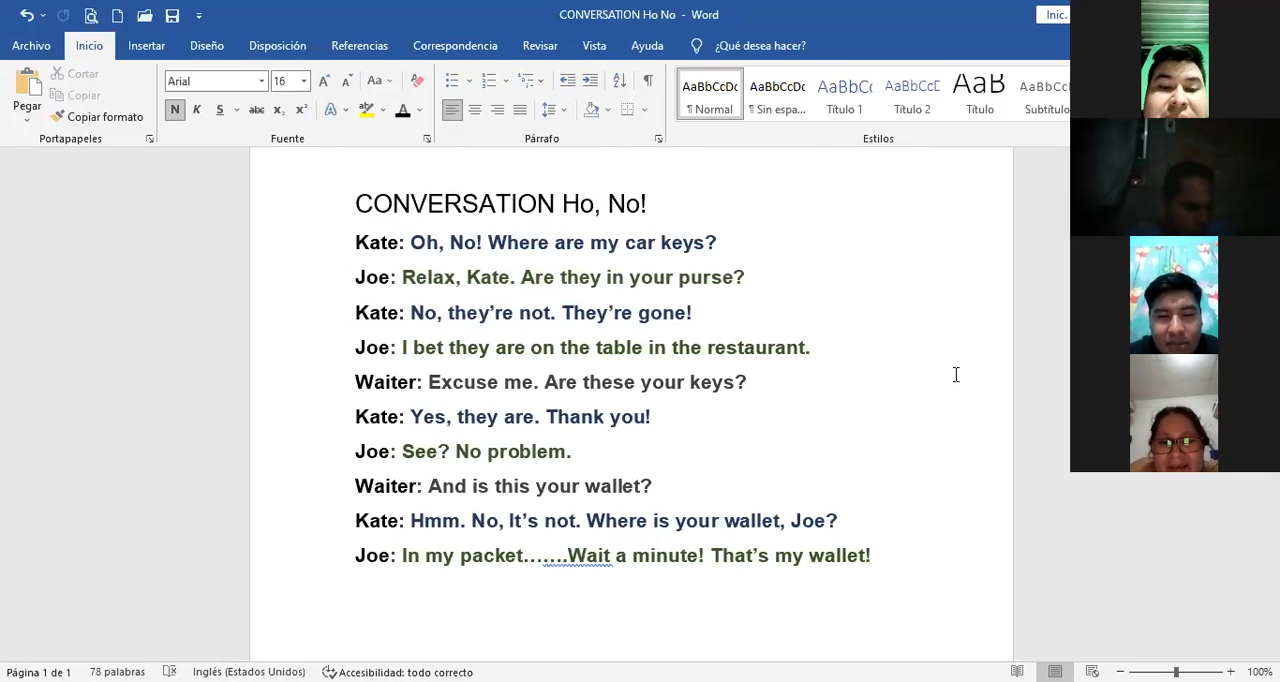 CONVERSATION Ho No - Word
Inic.
Archivo Inicio Insertar Diseño Disposición Referencias Correspondencia Revisar Vista Ayuda ¿Qué desea hacer?
Pegar
Cortar
Copiar
Copiar formato
Portapapeles
Arial 16
Aa
N K S abc x₂ x² A A
Fuente
Párrafo
AaBbCcDc AaBbCcDc AaBbCc AaBbCcD AaB AaBbCcD
¶ Normal ¶ Sin espa... Título 1 Título 2 Título Subtítulo
Estilos
CONVERSATION Ho, No!
Kate: Oh, No! Where are my car keys?
Joe: Relax, Kate. Are they in your purse?
Kate: No, they’re not. They’re gone!
Joe: I bet they are on the table in the restaurant.
Waiter: Excuse me. Are these your keys?
Kate: Yes, they are. Thank you!
Joe: See? No problem.
Waiter: And is this your wallet?
Kate: Hmm. No, It’s not. Where is your wallet, Joe?
Joe: In my packet…….Wait a minute! That’s my wallet!
Página 1 de 1 78 palabras Inglés (Estados Unidos) Accesibilidad: todo correcto 100%